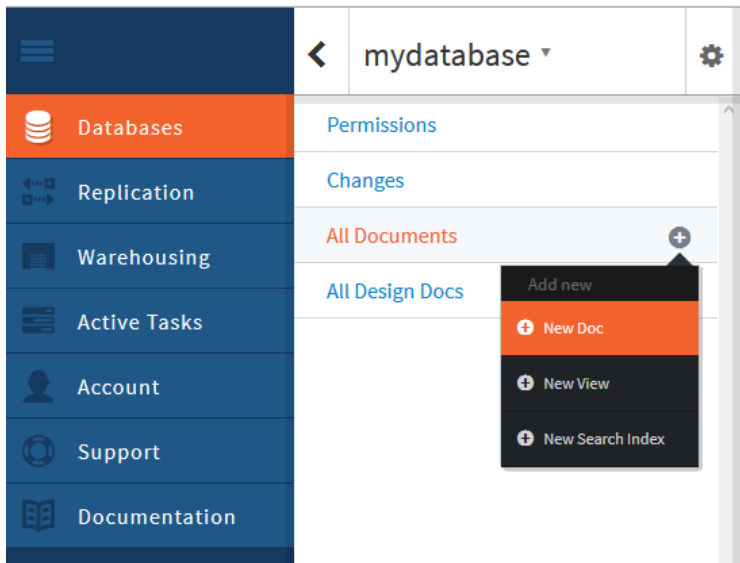 mydatabase
Databases
Replication
Warehousing
Active Tasks
Account
Support
Documentation
Permissions
Changes
All Documents
All Design Docs
Add new
New Doc
New View
New Search Index